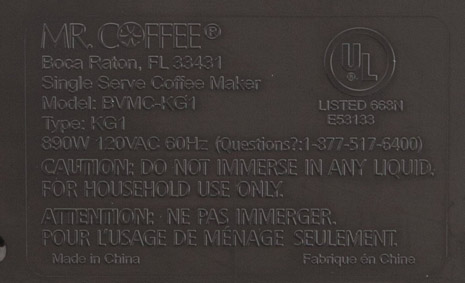 MR. COFFEE®
Boca Raton, FL 33431
Single Serve Coffee Maker
Model: BVMC-KG1
Type: KG1
890W 120VAC 60Hz (Questions?:1-877-517-6400)
CAUTION: DO NOT IMMERSE IN ANY LIQUID.
FOR HOUSEHOLD USE ONLY.
ATTENTION: NE PAS IMMERGER.
POUR L'USAGE DE MÉNAGE SEULEMENT.
Made in China
Fabrique én Chine
UL®
LISTED 668N
E53133